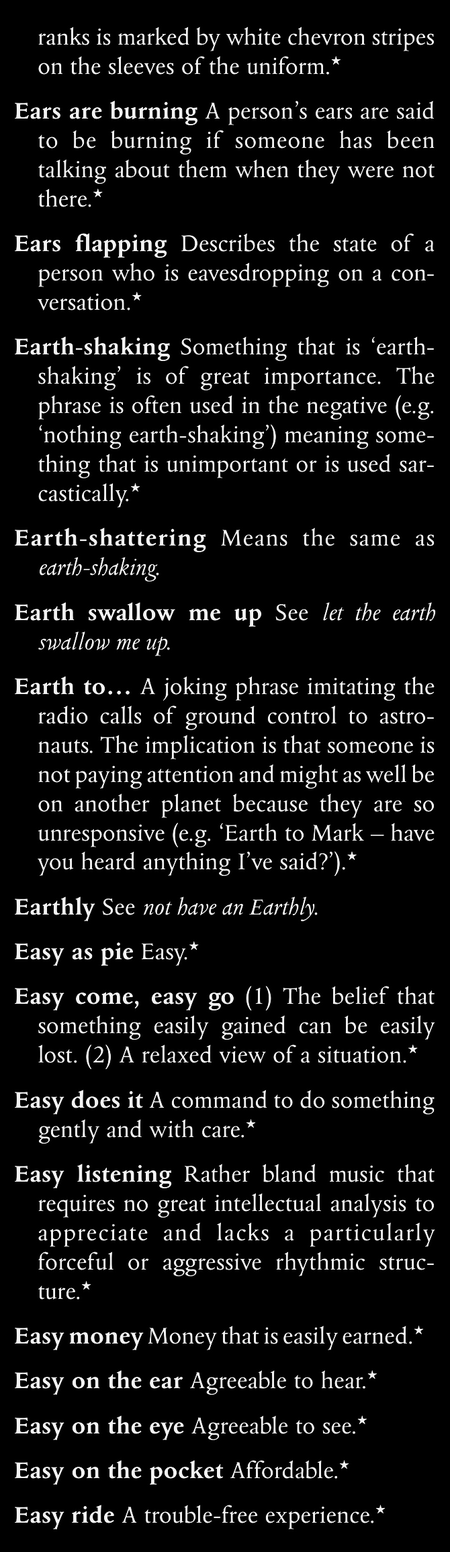 ranks is marked by white chevron stripes
on the sleeves of the uniform.★
Ears are burning A person’s ears are said
to be burning if someone has been
talking about them when they were not
there.★
Ears flapping Describes the state of a
person who is eavesdropping on a con-
versation.★
Earth-shaking Something that is ‘earth-
shaking’ is of great importance. The
phrase is often used in the negative (e.g.
‘nothing earth-shaking’) meaning some-
thing that is unimportant or is used sar-
castically.★
Earth-shattering Means the same as
earth-shaking.
Earth swallow me up See let the earth
swallow me up.
Earth to… A joking phrase imitating the
radio calls of ground control to astro-
nauts. The implication is that someone is
not paying attention and might as well be
on another planet because they are so
unresponsive (e.g. ‘Earth to Mark – have
you heard anything I’ve said?’).★
Earthly See not have an Earthly.
Easy as pie Easy.★
Easy come, easy go (1) The belief that
something easily gained can be easily
lost. (2) A relaxed view of a situation.★
Easy does it A command to do something
gently and with care.★
Easy listening Rather bland music that
requires no great intellectual analysis to
appreciate and lacks a particularly
forceful or aggressive rhythmic struc-
ture.★
Easy money Money that is easily earned.★
Easy on the ear Agreeable to hear.★
Easy on the eye Agreeable to see.★
Easy on the pocket Affordable.★
Easy ride A trouble-free experience.★